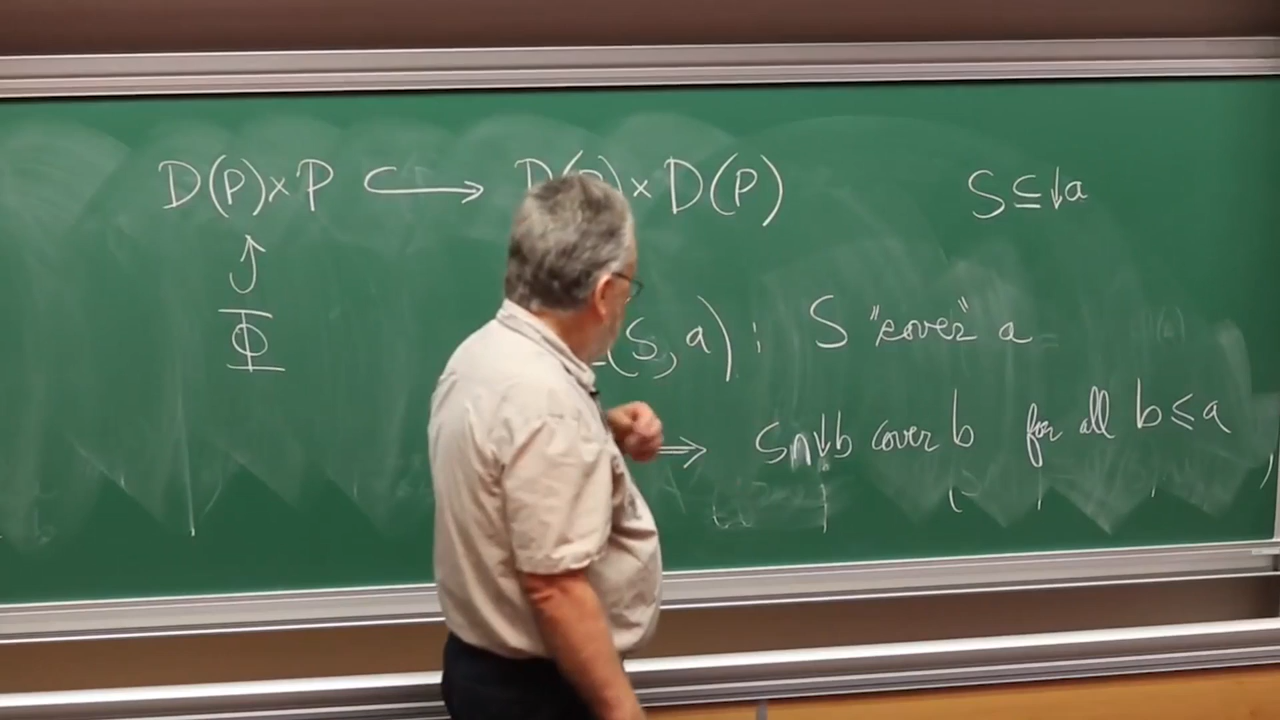 D(P)×P ⊂⟶ D(P)×D(P) S⊆↓a
Φ
(S,a) : S "cover" a
⟹ S∩↓b cover b for all b≤a